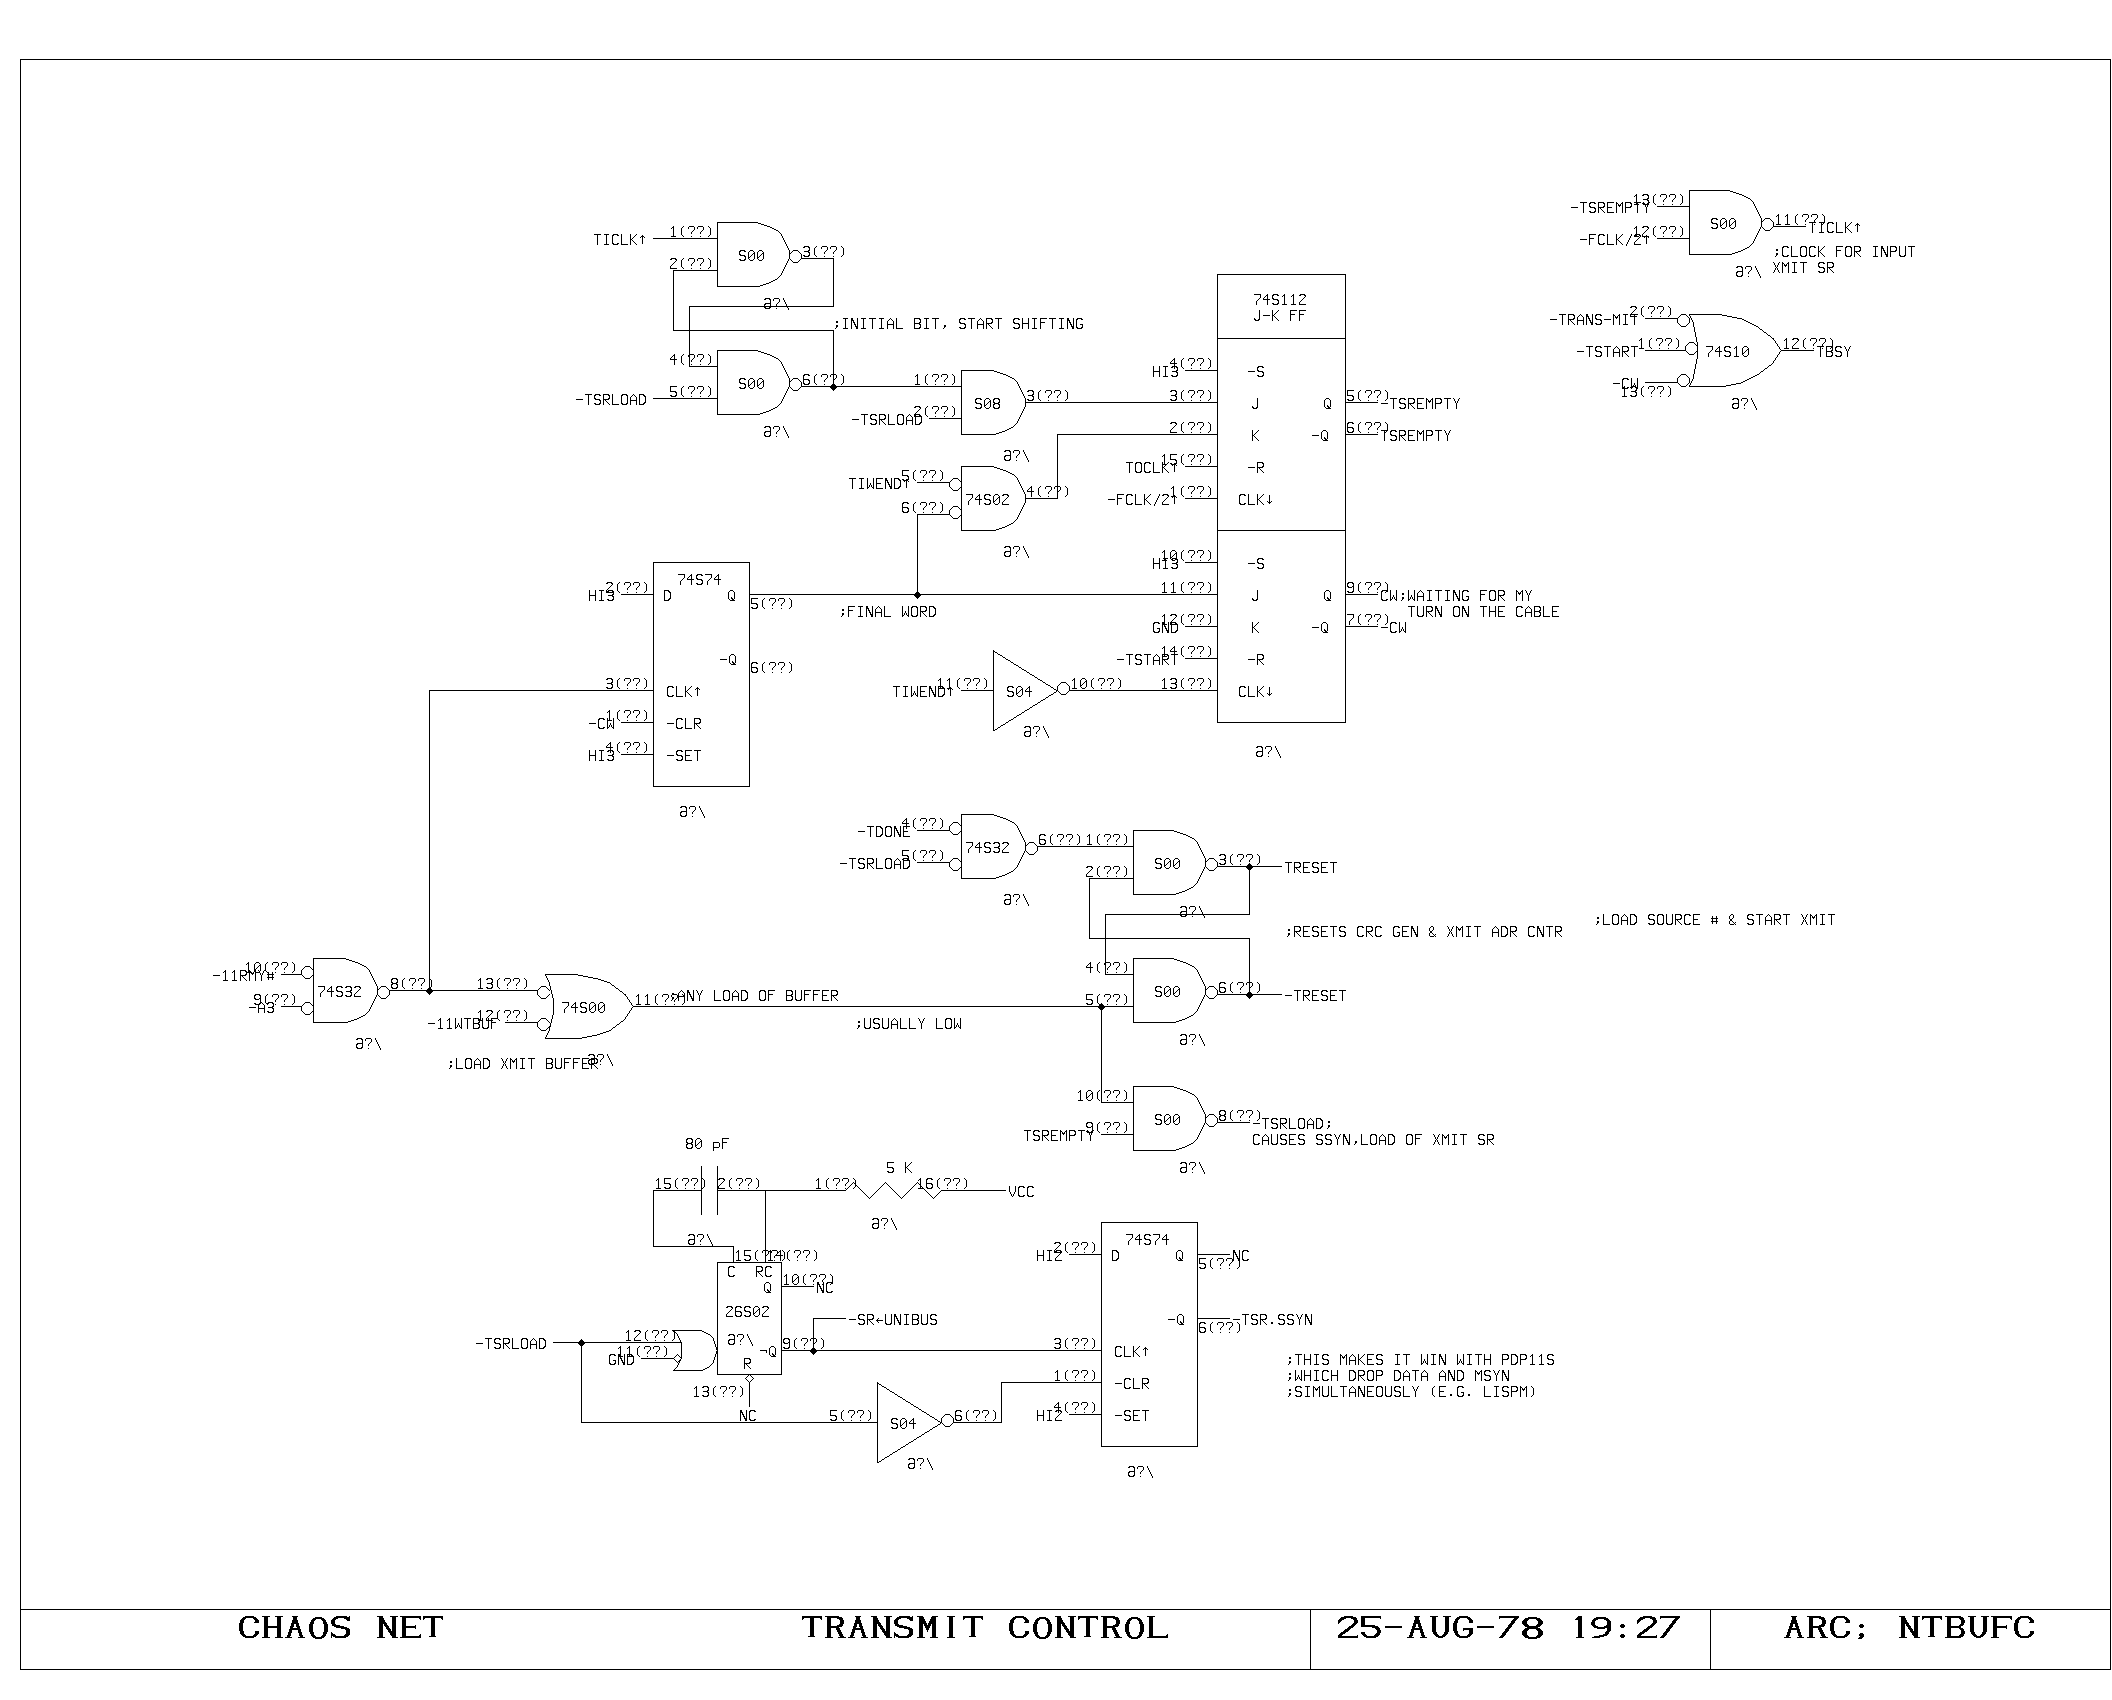 TICLK↑ 1(??) S00 3(??)
2(??)
a?\
;INITIAL BIT, START SHIFTING
4(??) S00 6(??)
-TSRLOAD 5(??)
a?\
1(??) S08 3(??)
-TSRLOAD 2(??)
a?\
TIWEND↑ 5(??) 74S02 4(??)
6(??)
a?\
74S112
J-K FF
HI3 4(??) -S
3(??) J Q 5(??) -TSREMPTY
2(??) K -Q 6(??) TSREMPTY
TOCLK↑ 15(??) -R
-FCLK/2↑ 1(??) CLK↓
HI3 10(??) -S
11(??) J Q 9(??) CW;WAITING FOR MY
TURN ON THE CABLE
GND 12(??) K -Q 7(??) -CW
-TSTART 14(??) -R
13(??) CLK↓
a?\
-TSREMPTY 13(??) S00 11(??) TICLK↑
-FCLK/2↑ 12(??)
;CLOCK FOR INPUT
XMIT SR
a?\
-TRANS-MIT 2(??)
-TSTART 1(??) 74S10 12(??) TBSY
-CW 13(??)
a?\
74S74
HI3 2(??) D Q 5(??)
;FINAL WORD
-Q 6(??)
3(??) CLK↑
-CW 1(??) -CLR
HI3 4(??) -SET
a?\
TIWEND↑ 11(??) S04 10(??)
a?\
-TDONE 4(??) 74S32 6(??)
-TSRLOAD 5(??)
a?\
1(??) S00 3(??) TRESET
2(??)
a?\
;RESETS CRC GEN & XMIT ADR CNTR
;LOAD SOURCE # & START XMIT
4(??) S00 6(??) -TRESET
5(??)
a?\
-11RMY# 10(??) 74S32 8(??)
-A3 9(??)
a?\
13(??) 74S00 11(??) ;ANY LOAD OF BUFFER
-11WTBUF 12(??)
;USUALLY LOW
;LOAD XMIT BUFFER
a?\
10(??) S00 8(??) -TSRLOAD;
TSREMPTY 9(??)
CAUSES SSYN,LOAD OF XMIT SR
a?\
80 pF
15(??) 2(??)
a?\
5 K
1(??) 16(??) VCC
a?\
15(??) 14(??)
C RC
Q 10(??) NC
26S02
a?\
-SR←UNIBUS
-TSRLOAD 12(??)
GND 11(??)
¬Q 9(??)
R
13(??)
NC
5(??) S04 6(??)
a?\
74S74
HI2 2(??) D Q 5(??) NC
-Q 6(??) -TSR.SSYN
3(??) CLK↑
1(??) -CLR
HI2 4(??) -SET
a?\
;THIS MAKES IT WIN WITH PDP11S
;WHICH DROP DATA AND MSYN
;SIMULTANEOUSLY (E.G. LISPM)
CHAOS NET TRANSMIT CONTROL 25-AUG-78 19:27 ARC; NTBUFC